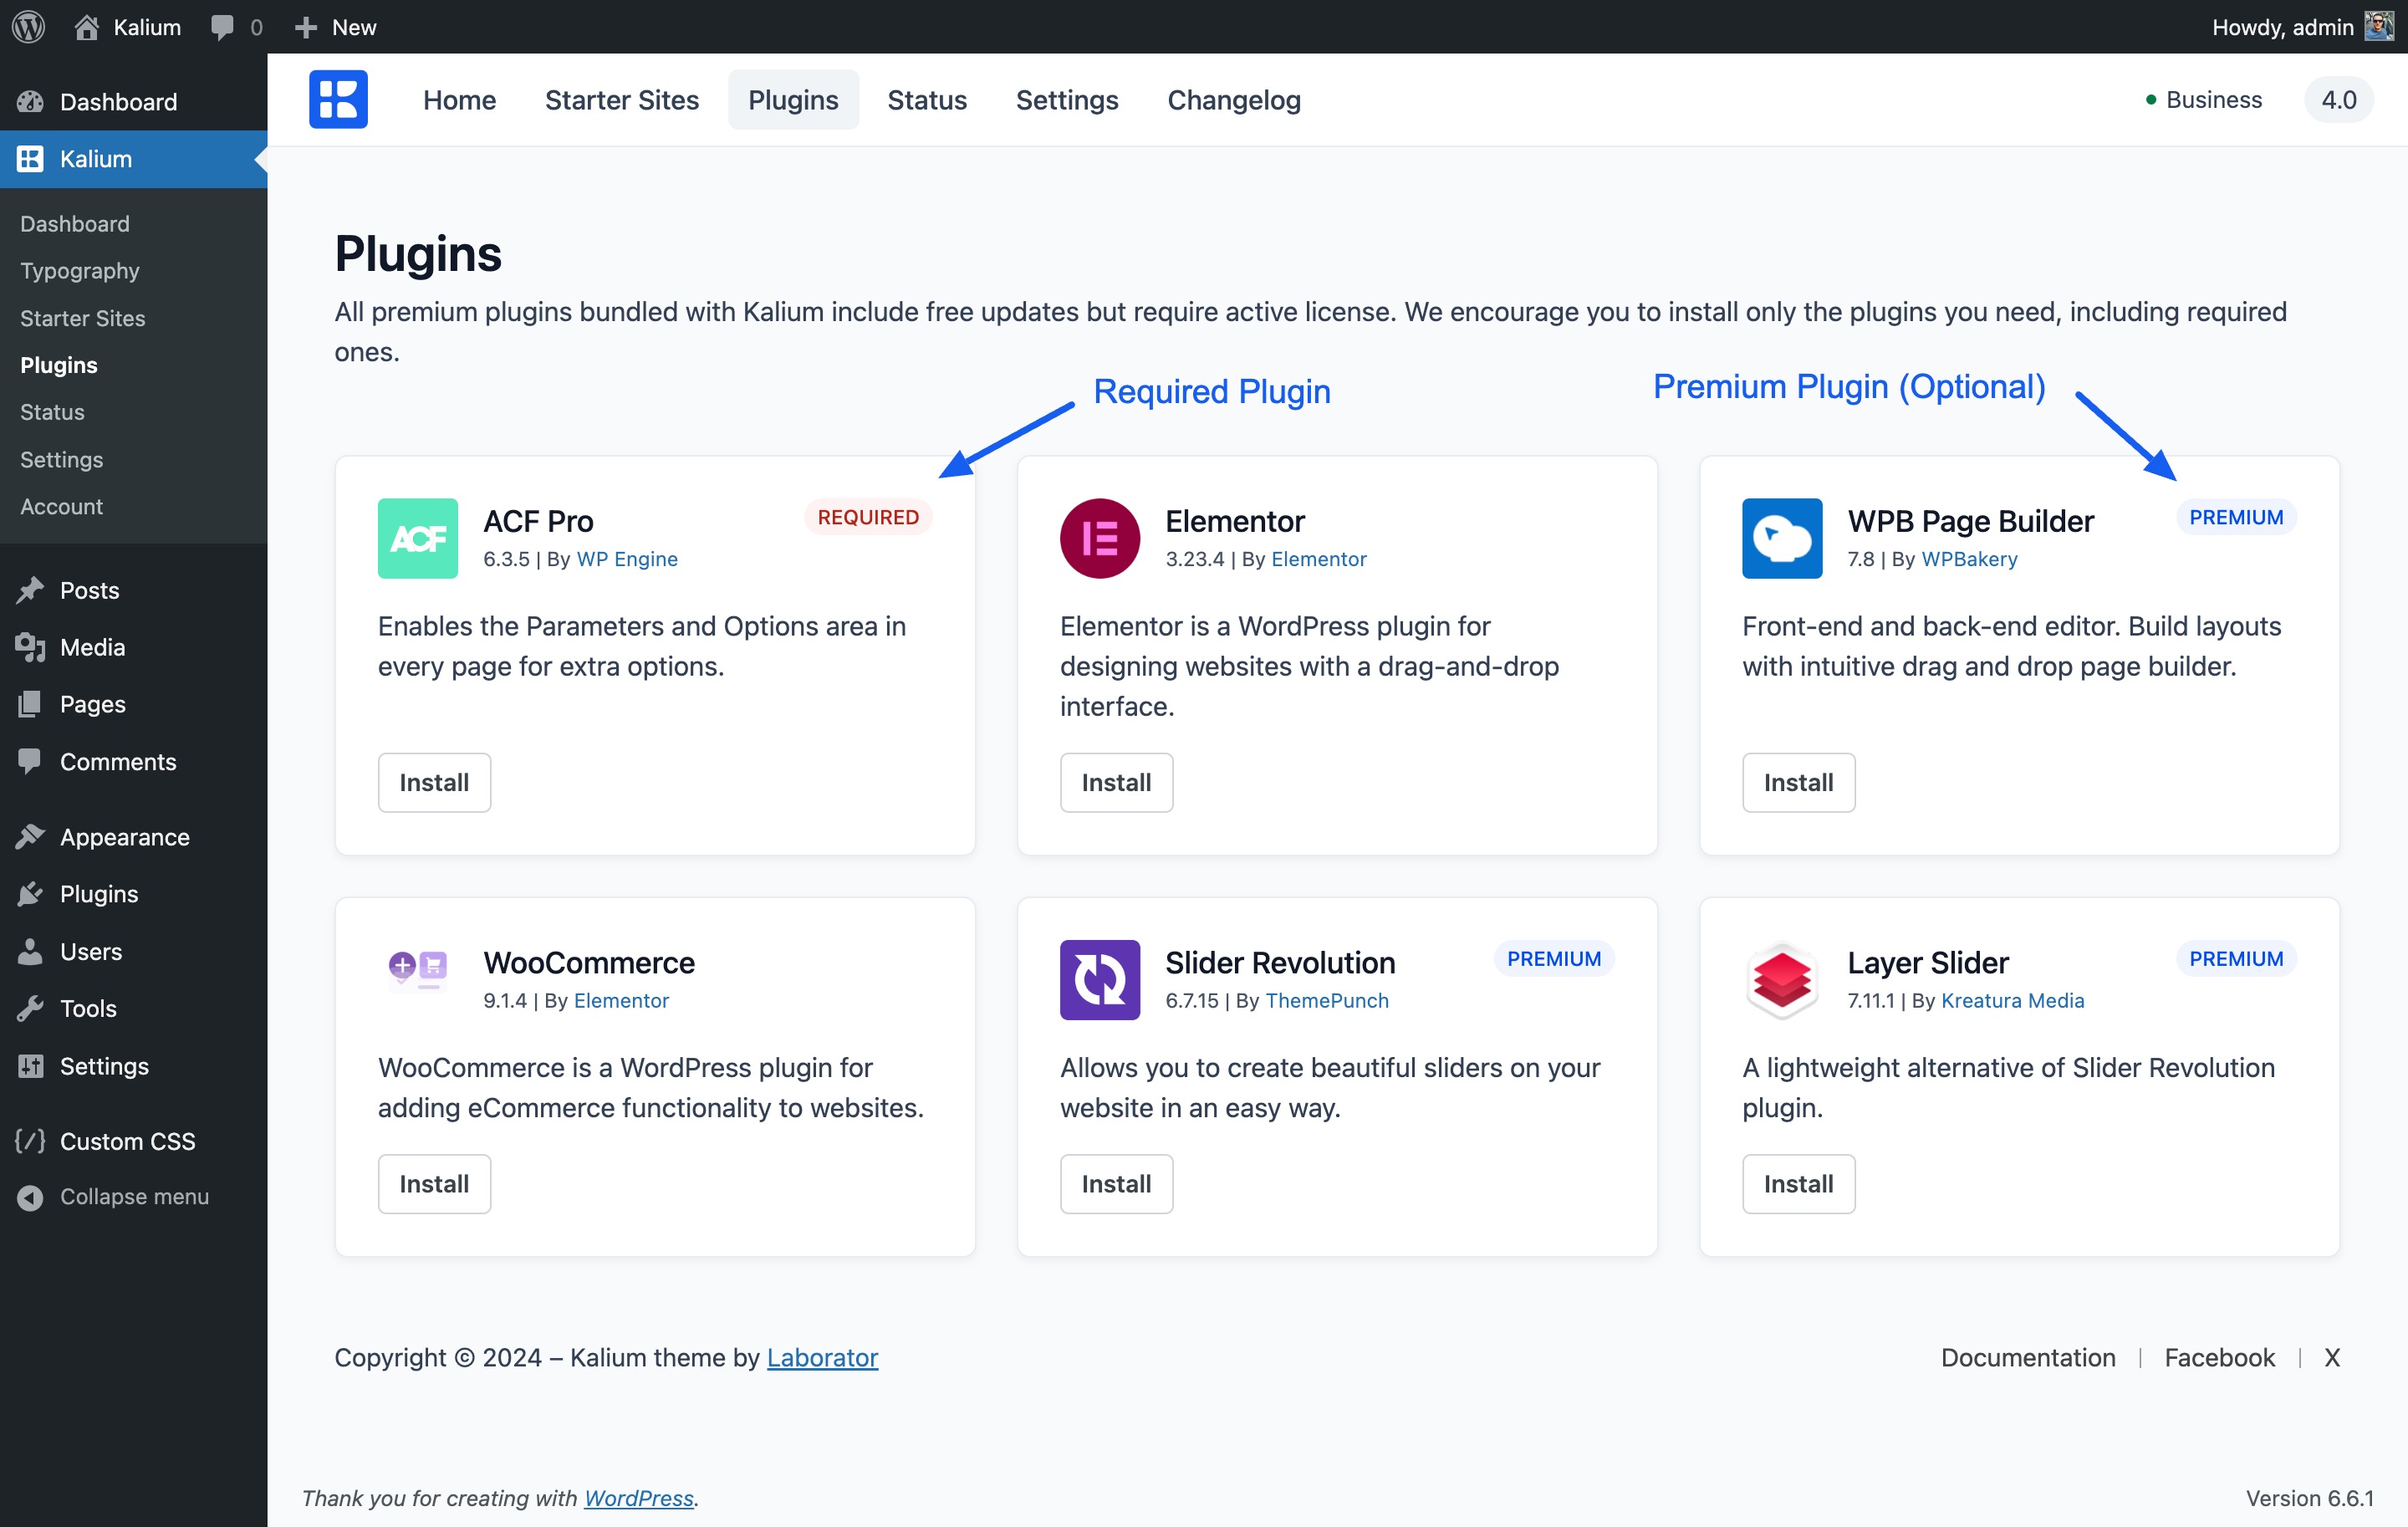 Kalium
0
New
Howdy, admin
Dashboard
Kalium
Dashboard
Typography
Starter Sites
Plugins
Status
Settings
Account
Posts
Media
Pages
Comments
Appearance
Plugins
Users
Tools
Settings
Custom CSS
Collapse menu
Home
Starter Sites
Plugins
Status
Settings
Changelog
Business
4.0
Plugins
All premium plugins bundled with Kalium include free updates but require active license. We encourage you to install only the plugins you need, including required
ones.
Required Plugin
Premium Plugin (Optional)
ACF
ACF Pro
REQUIRED
6.3.5 | By WP Engine
Enables the Parameters and Options area in
every page for extra options.
Install
Elementor
3.23.4 | By Elementor
Elementor is a WordPress plugin for
designing websites with a drag-and-drop
interface.
Install
WPB Page Builder
PREMIUM
7.8 | By WPBakery
Front-end and back-end editor. Build layouts
with intuitive drag and drop page builder.
Install
WooCommerce
9.1.4 | By Elementor
WooCommerce is a WordPress plugin for
adding eCommerce functionality to websites.
Install
Slider Revolution
PREMIUM
6.7.15 | By ThemePunch
Allows you to create beautiful sliders on your
website in an easy way.
Install
Layer Slider
PREMIUM
7.11.1 | By Kreatura Media
A lightweight alternative of Slider Revolution
plugin.
Install
Copyright © 2024 – Kalium theme by Laborator
Documentation | Facebook | X
Thank you for creating with WordPress.
Version 6.6.1